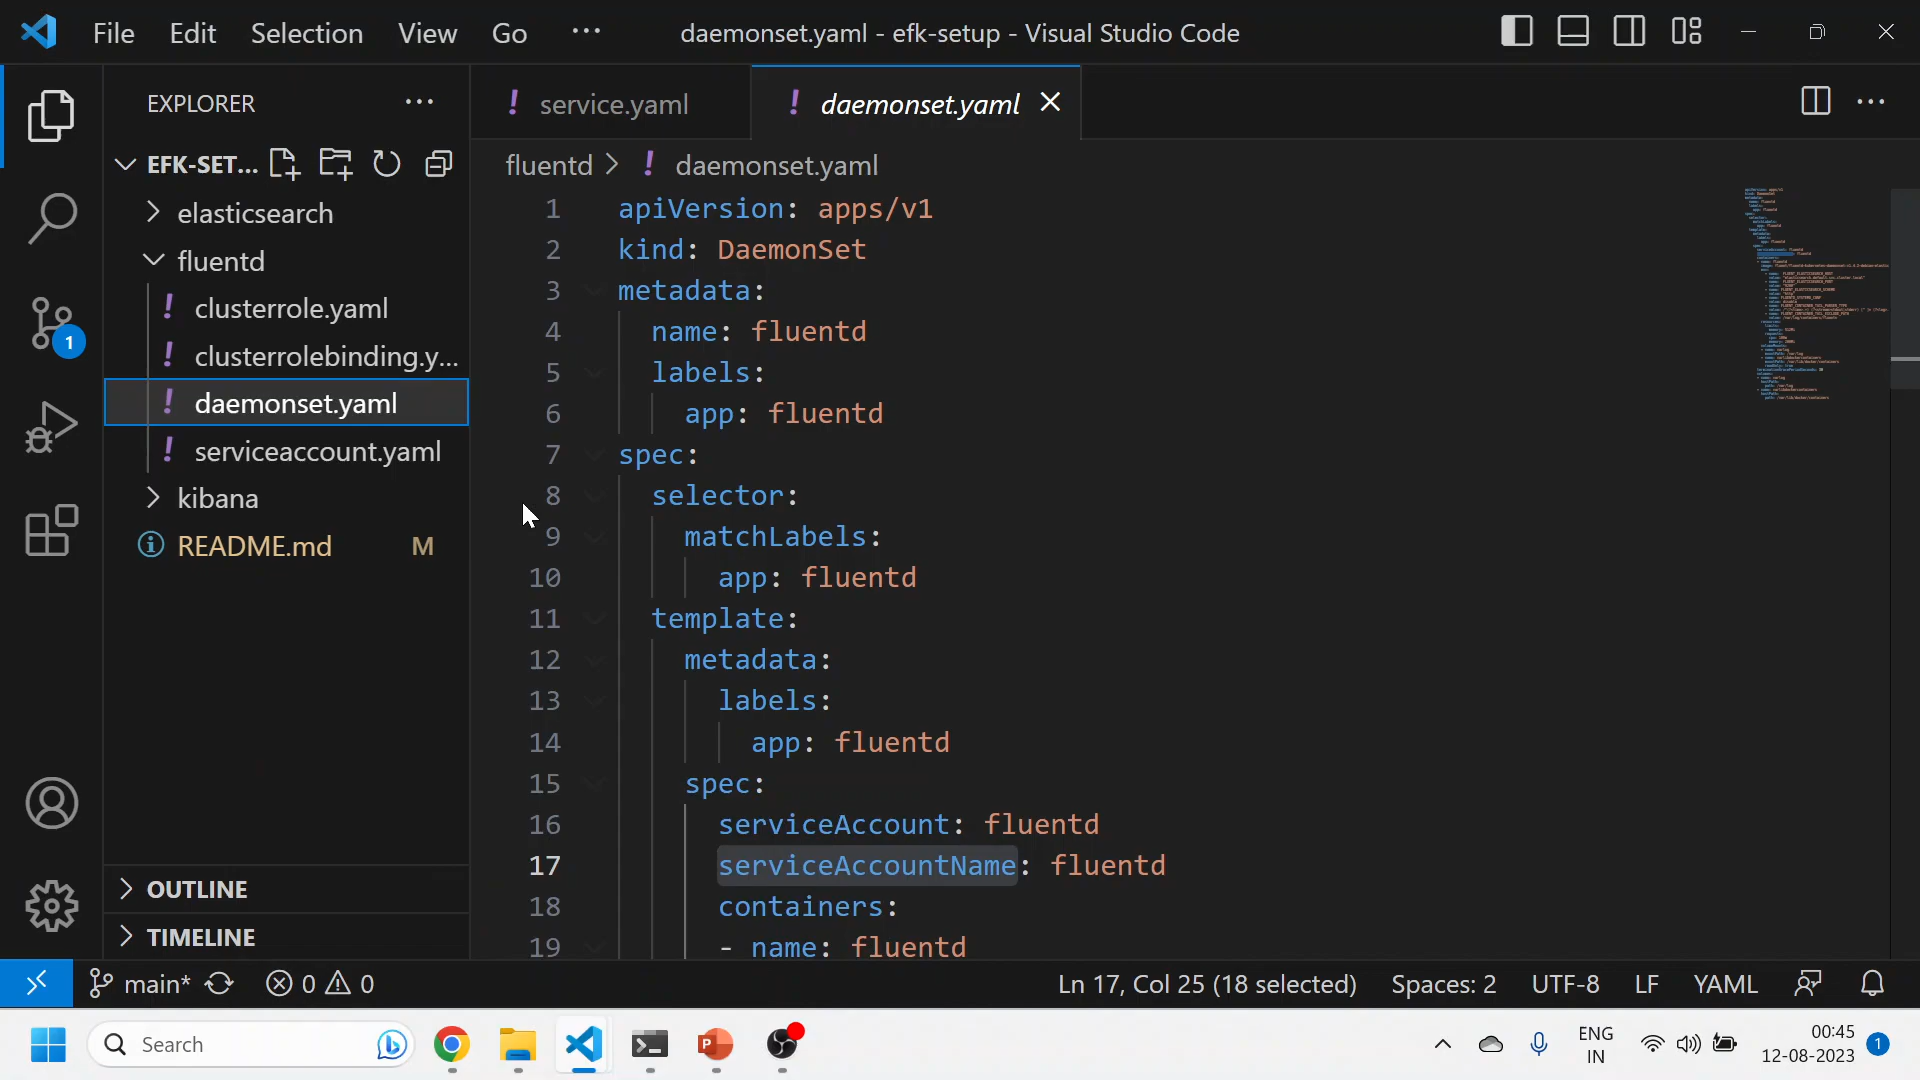 File Edit Selection View Go ... daemonset.yaml - efk-setup - Visual Studio Code
EXPLORER ...
! service.yaml
! daemonset.yaml
EFK-SET...
fluentd > ! daemonset.yaml
elasticsearch
fluentd
! clusterrole.yaml
! clusterrolebinding.y...
! daemonset.yaml
! serviceaccount.yaml
kibana
README.md M
1
OUTLINE
TIMELINE
1 apiVersion: apps/v1
2 kind: DaemonSet
3 metadata:
4 name: fluentd
5 labels:
6 app: fluentd
7 spec:
8 selector:
9 matchLabels:
10 app: fluentd
11 template:
12 metadata:
13 labels:
14 app: fluentd
15 spec:
16 serviceAccount: fluentd
17 serviceAccountName: fluentd
18 containers:
19 - name: fluentd
main* 0 0 Ln 17, Col 25 (18 selected) Spaces: 2 UTF-8 LF YAML
Search
ENG
IN
00:45
12-08-2023
1